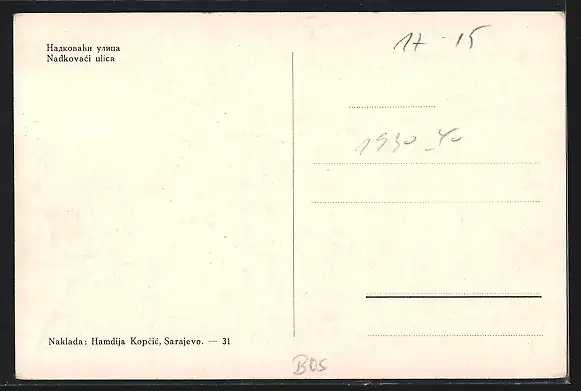 Надковаћи улица
Nadkovači ulica
17 - 15
1930-40
Naklada: Hamdija Kopčić, Sarajevo. — 31
BOS